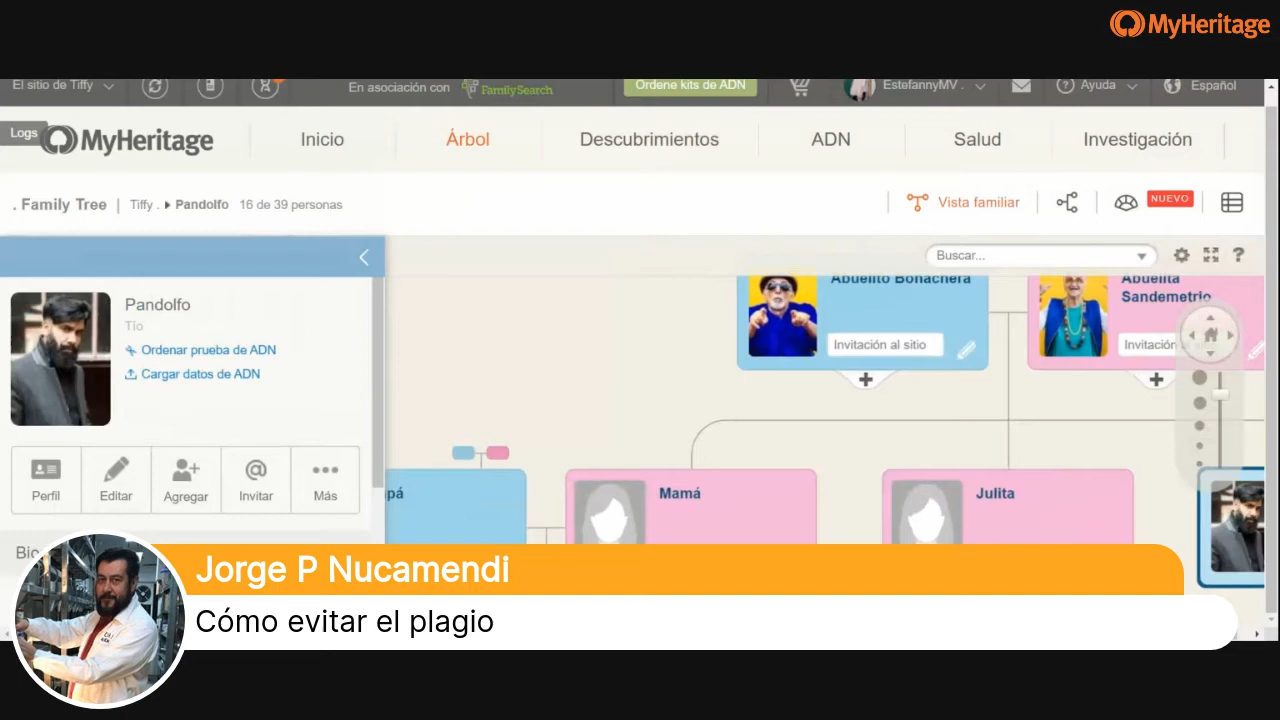 MyHeritage
El sitio de Tiffy
En asociación con FamilySearch
Ordene kits de ADN
EstefannyMV .
Ayuda
Español
Logs
MyHeritage
Inicio
Árbol
Descubrimientos
ADN
Salud
Investigación
. Family Tree | Tiffy . Pandolfo 16 de 39 personas
Vista familiar
NUEVO
Buscar...
Pandolfo
Tío
Ordenar prueba de ADN
Cargar datos de ADN
Perfil
Editar
Agregar
Invitar
Más
Abuelito Bonachera
Invitación al sitio
Abuelita
Sandemetrio
Invitación
pá
Mamá
Julita
Bio
Jorge P Nucamendi
Cómo evitar el plagio